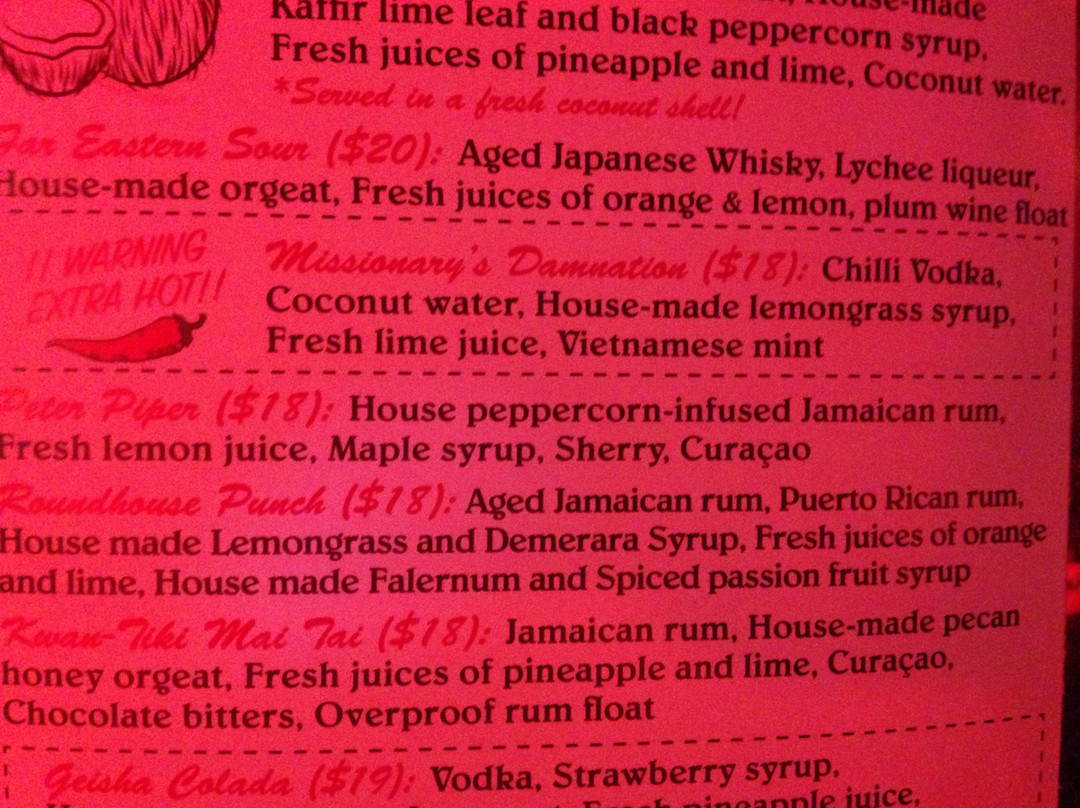 House-made
Kaffir lime leaf and black peppercorn syrup,
Fresh juices of pineapple and lime, Coconut water.
*Served in a fresh coconut shell!
Far Eastern Sour ($20): Aged Japanese Whisky, Lychee liqueur,
House-made orgeat, Fresh juices of orange & lemon, plum wine float
!! WARNING
EXTRA HOT!!
Missionary's Damnation ($18): Chilli Vodka,
Coconut water, House-made lemongrass syrup,
Fresh lime juice, Vietnamese mint
Peter Piper ($18): House peppercorn-infused Jamaican rum,
Fresh lemon juice, Maple syrup, Sherry, Curaçao
Roundhouse Punch ($18): Aged Jamaican rum, Puerto Rican rum,
House made Lemongrass and Demerara Syrup, Fresh juices of orange
and lime, House made Falernum and Spiced passion fruit syrup
Kwan-Tiki Mai Tai ($18): Jamaican rum, House-made pecan
honey orgeat, Fresh juices of pineapple and lime, Curaçao,
Chocolate bitters, Overproof rum float
Geisha Colada ($19): Vodka, Strawberry syrup,
Fresh pineapple juice,